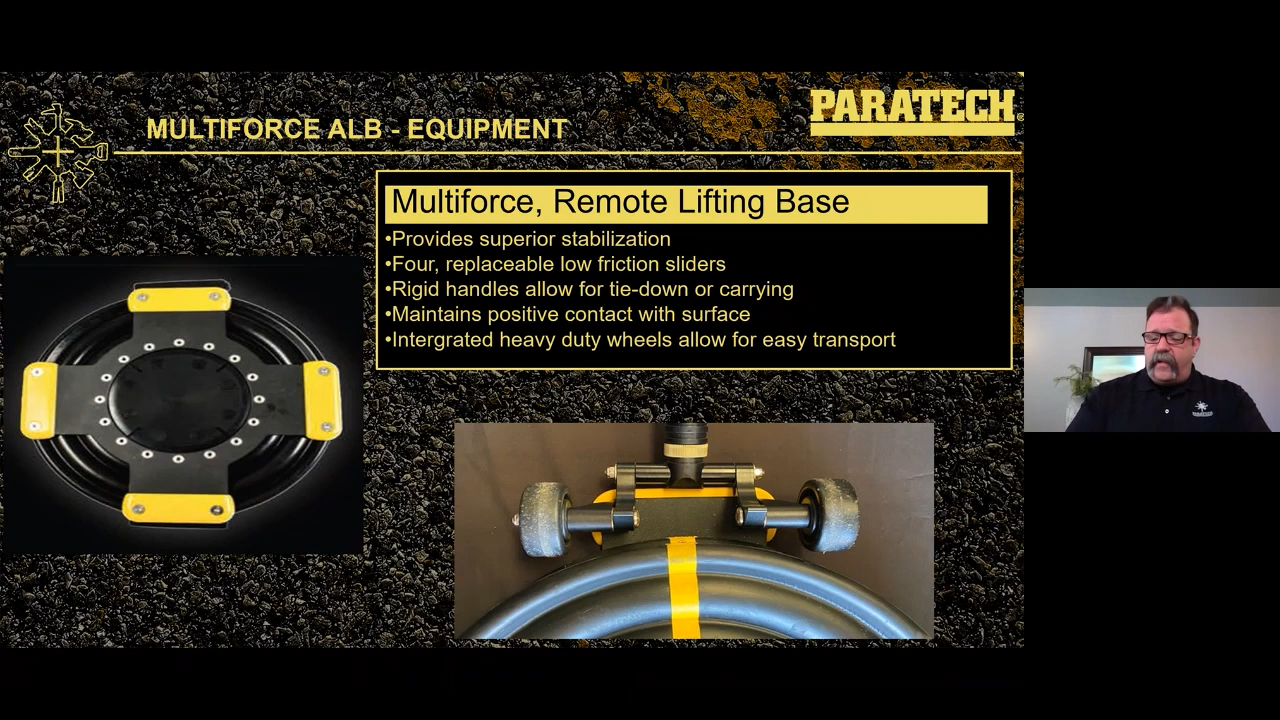 MULTIFORCE ALB - EQUIPMENT
PARATECH®
Multiforce, Remote Lifting Base
•Provides superior stabilization
•Four, replaceable low friction sliders
•Rigid handles allow for tie-down or carrying
•Maintains positive contact with surface
•Intergrated heavy duty wheels allow for easy transport
PARATECH